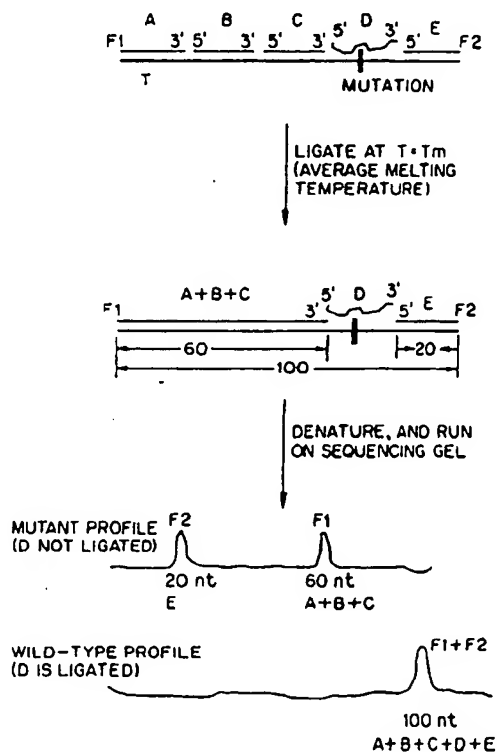 A B C 5' D 5' E
F1 3' 5' 3' 5' 3' 3' F2
T
MUTATION
LIGATE AT T=Tm
(AVERAGE MELTING
TEMPERATURE)
A+B+C 5' D 3' E
F1 3' 5' F2
60 20
100
DENATURE, AND RUN
ON SEQUENCING GEL
MUTANT PROFILE
(D NOT LIGATED)
F2 F1
20 nt 60 nt
E A+B+C
WILD-TYPE PROFILE
(D IS LIGATED)
F1+F2
100 nt
A+B+C+D+E